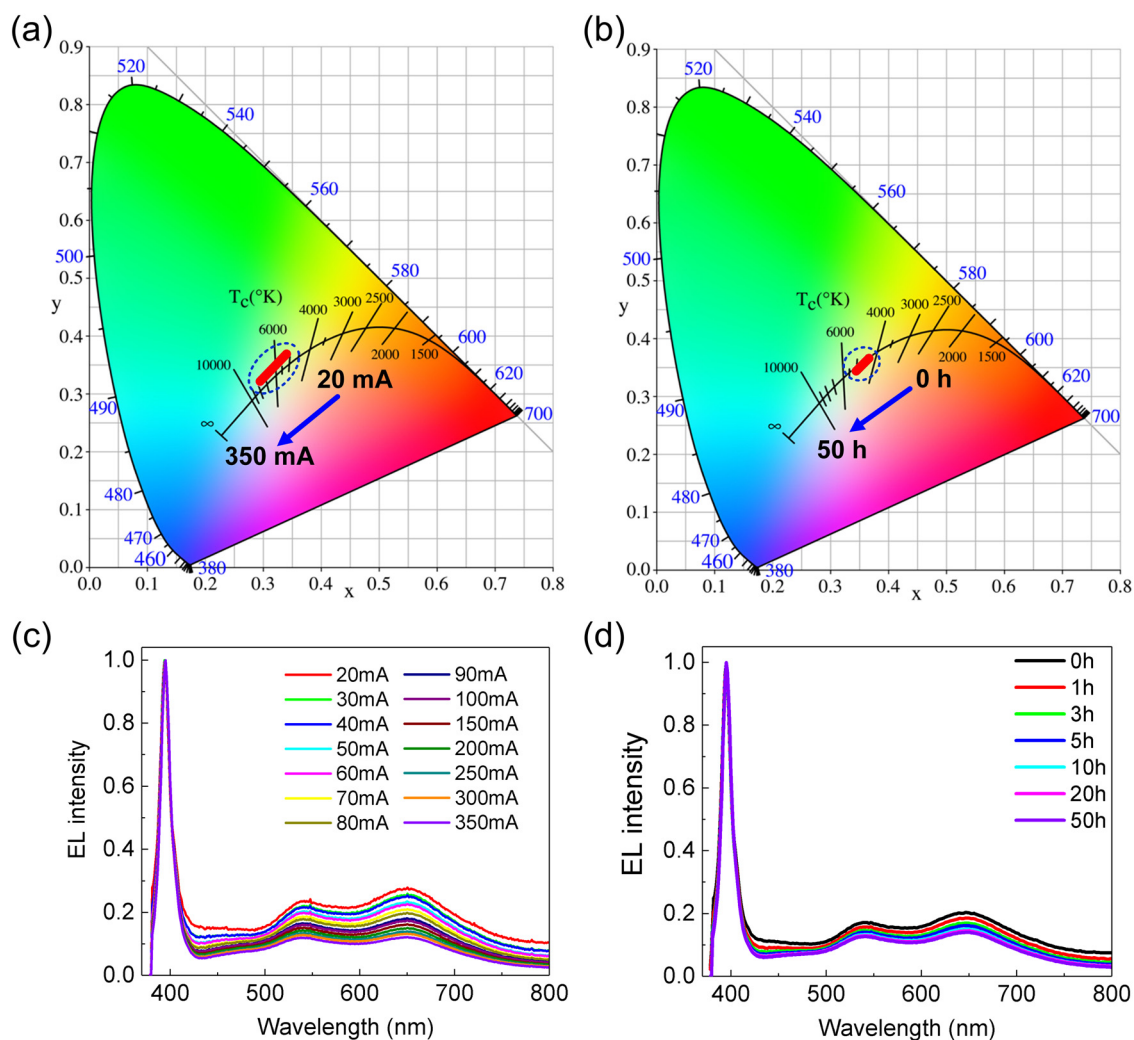 (a)
0.9
0.8
0.7
0.6
0.5
y
0.4
0.3
0.2
0.1
0.0
0.0 0.1 0.2 0.3 0.4 0.5 0.6 0.7 0.8
x
520
540
560
580
600
620
700
500
490
480
470
460
380
Tc(°K)
∞
10000
6000
4000
3000
2500
2000
1500
20 mA
350 mA
(b)
0.9
0.8
0.7
0.6
0.5
y
0.4
0.3
0.2
0.1
0.0
0.0 0.1 0.2 0.3 0.4 0.5 0.6 0.7 0.8
x
520
540
560
580
600
620
700
500
490
480
470
460
380
Tc(°K)
∞
10000
6000
4000
3000
2500
2000
1500
0 h
50 h
(c)
EL intensity
1.0
0.8
0.6
0.4
0.2
0.0
400 500 600 700 800
Wavelength (nm)
20mA
30mA
40mA
50mA
60mA
70mA
80mA
90mA
100mA
150mA
200mA
250mA
300mA
350mA
(d)
EL intensity
1.0
0.8
0.6
0.4
0.2
0.0
400 500 600 700 800
Wavelength (nm)
0h
1h
3h
5h
10h
20h
50h